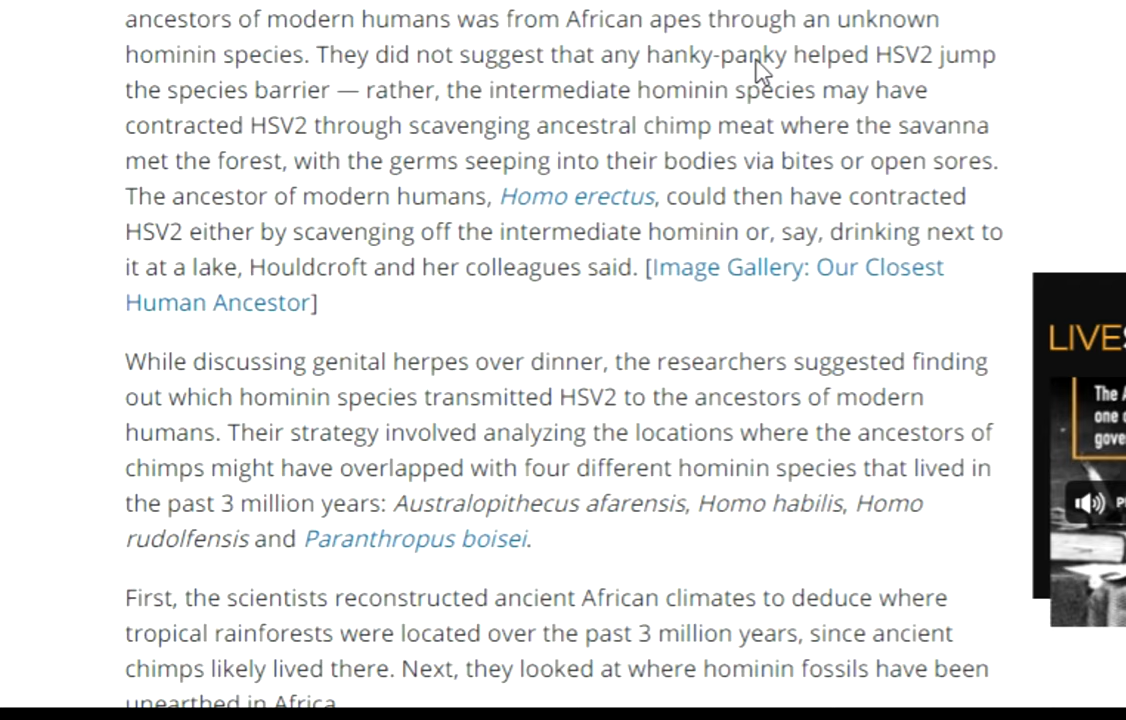 ancestors of modern humans was from African apes through an unknown
hominin species. They did not suggest that any hanky-panky helped HSV2 jump
the species barrier — rather, the intermediate hominin species may have
contracted HSV2 through scavenging ancestral chimp meat where the savanna
met the forest, with the germs seeping into their bodies via bites or open sores.
The ancestor of modern humans, Homo erectus, could then have contracted
HSV2 either by scavenging off the intermediate hominin or, say, drinking next to
it at a lake, Houldcroft and her colleagues said. [Image Gallery: Our Closest
Human Ancestor]
While discussing genital herpes over dinner, the researchers suggested finding
out which hominin species transmitted HSV2 to the ancestors of modern
humans. Their strategy involved analyzing the locations where the ancestors of
chimps might have overlapped with four different hominin species that lived in
the past 3 million years: Australopithecus afarensis, Homo habilis, Homo
rudolfensis and Paranthropus boisei.
First, the scientists reconstructed ancient African climates to deduce where
tropical rainforests were located over the past 3 million years, since ancient
chimps likely lived there. Next, they looked at where hominin fossils have been
unearthed in Africa.
LIVE
The
one
gove